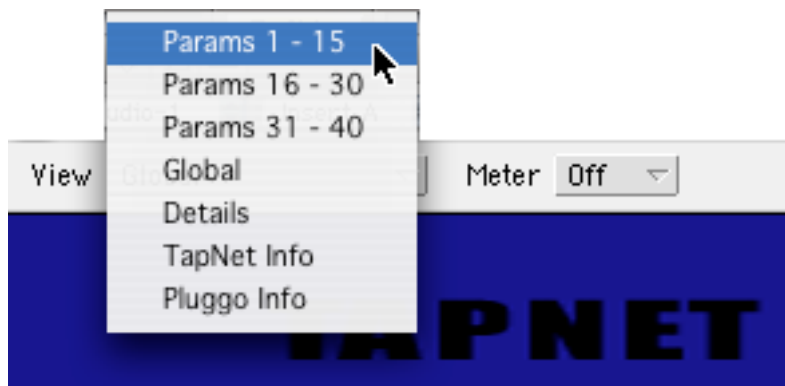 Params 1 - 15
Params 16 - 30
Params 31 - 40
View Global Meter Off
Details
TapNet Info
Pluggo Info
TAPNET